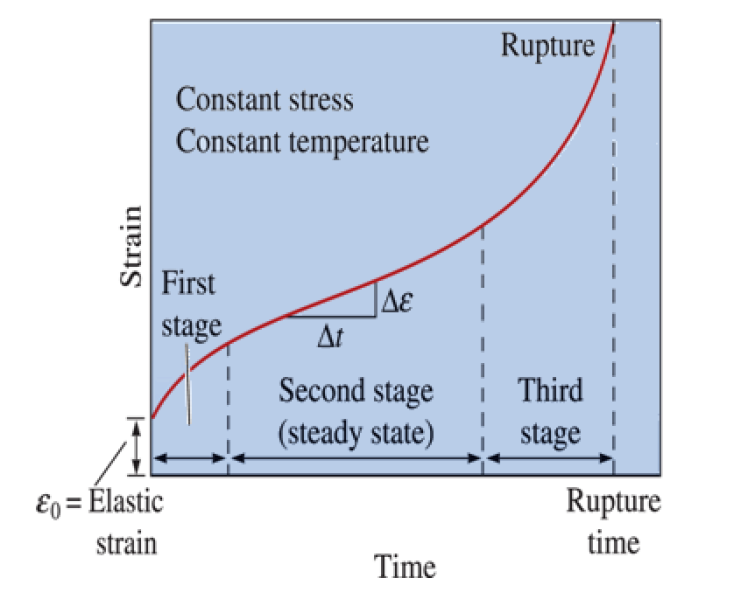 Rupture
Constant stress
Constant temperature
Strain
First
stage
Δε
Δt
Second stage
(steady state)
Third
stage
ε₀ = Elastic
strain
Rupture
time
Time